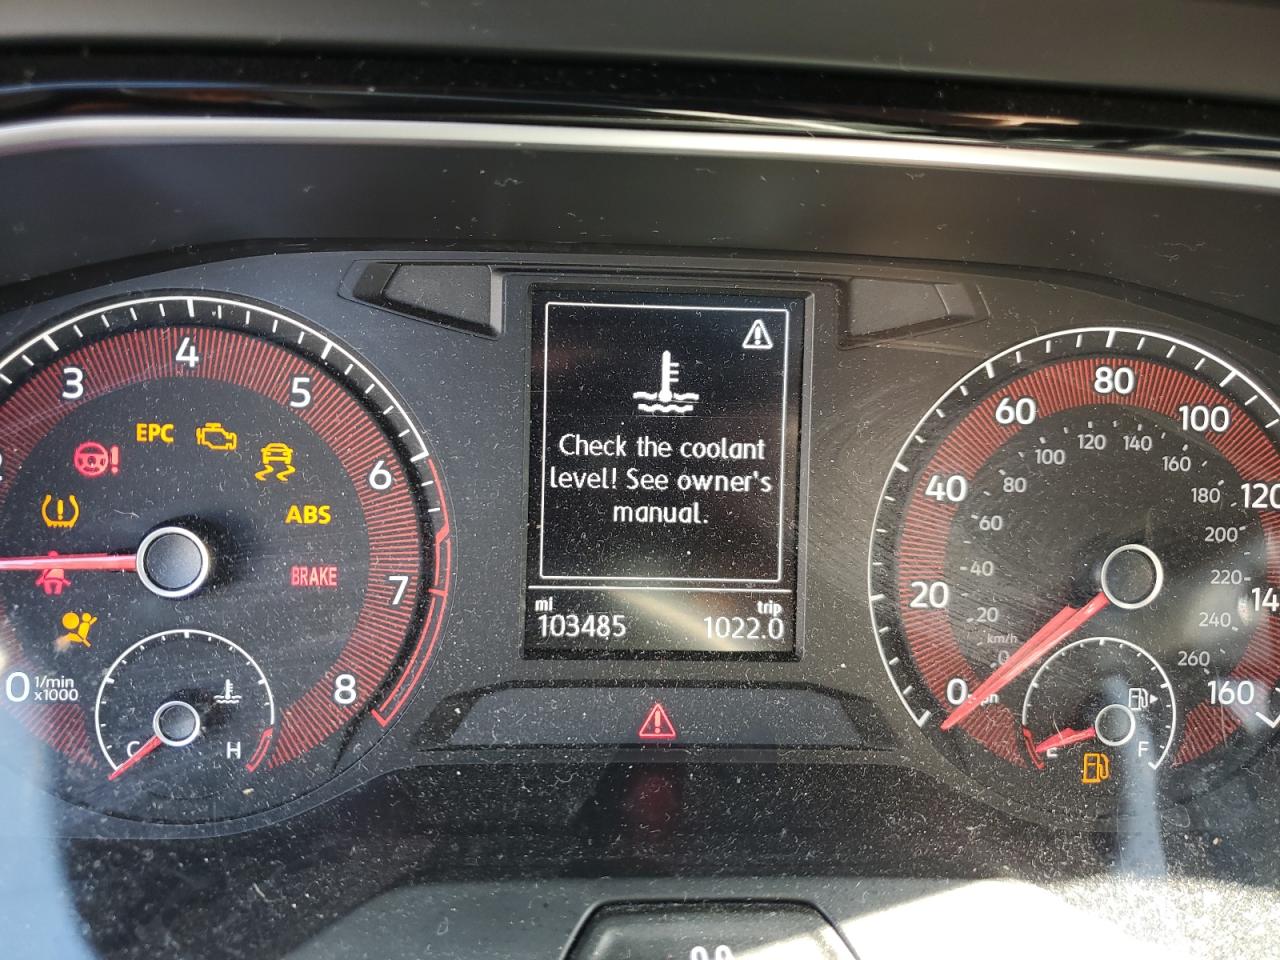 Check the coolant
level! See owner's
manual.
mi
103485
trip
1022.0
3
4
5
6
7
8
0
1/min
x1000
EPC
ABS
BRAKE
C
H
0
20
40
60
80
100
120
160
km/h
0
20
40
60
80
100
120
140
160
180
200
220
240
260
F